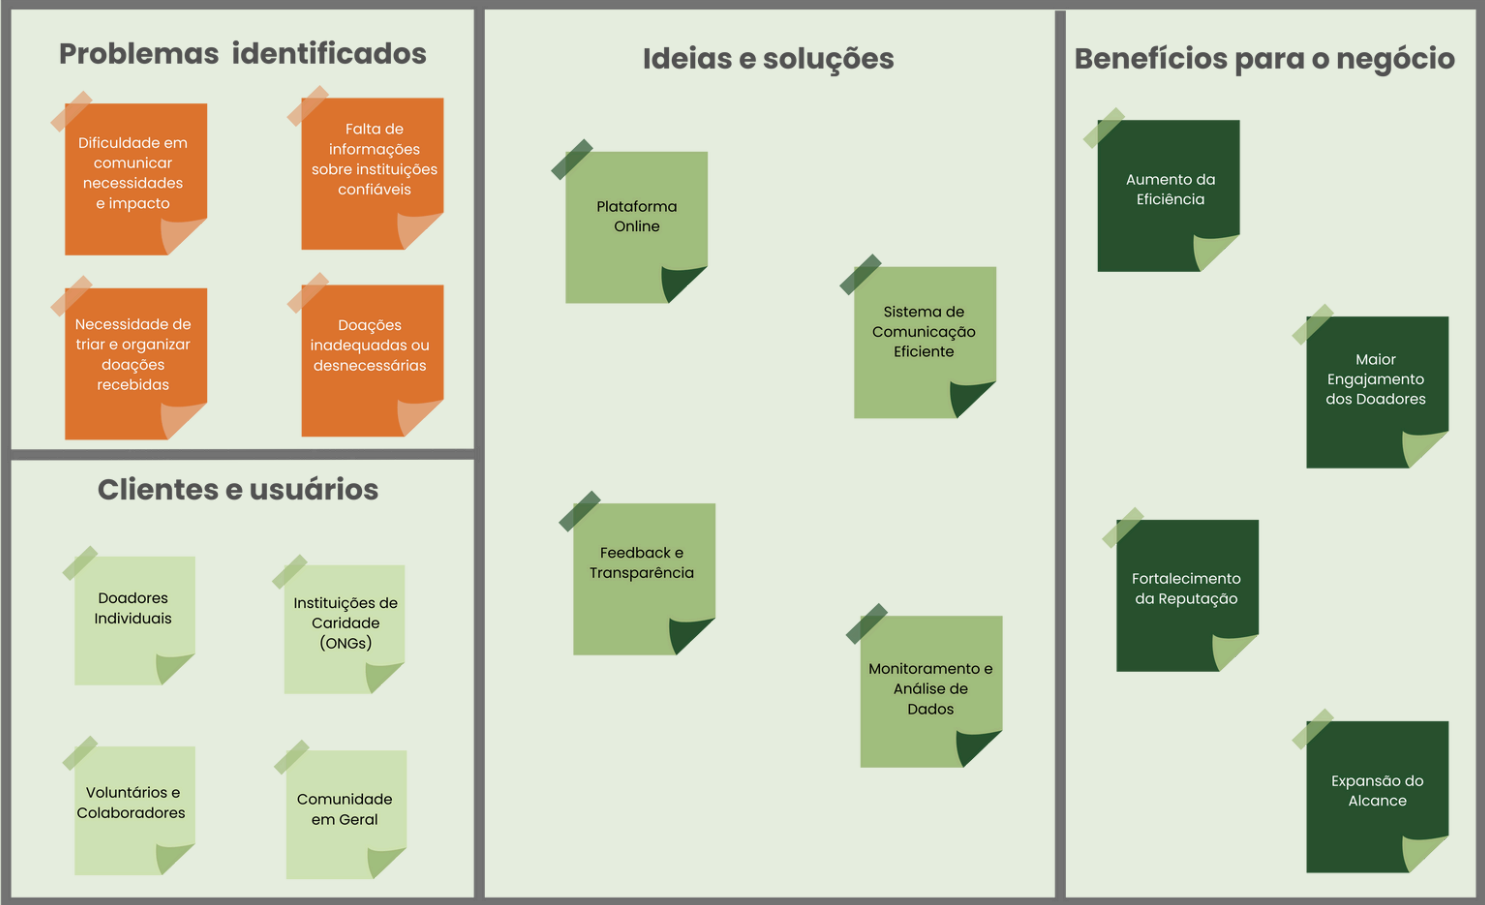 Problemas identificados
Dificuldade em
comunicar
necessidades
e impacto
Falta de
informações
sobre instituições
confiáveis
Necessidade de
triar e organizar
doações
recebidas
Doações
inadequadas ou
desnecessárias
Clientes e usuários
Doadores
Individuais
Instituições de
Caridade
(ONGs)
Voluntários e
Colaboradores
Comunidade
em Geral
Ideias e soluções
Plataforma
Online
Sistema de
Comunicação
Eficiente
Feedback e
Transparência
Monitoramento e
Análise de
Dados
Benefícios para o negócio
Aumento da
Eficiência
Maior
Engajamento
dos Doadores
Fortalecimento
da Reputação
Expansão do
Alcance